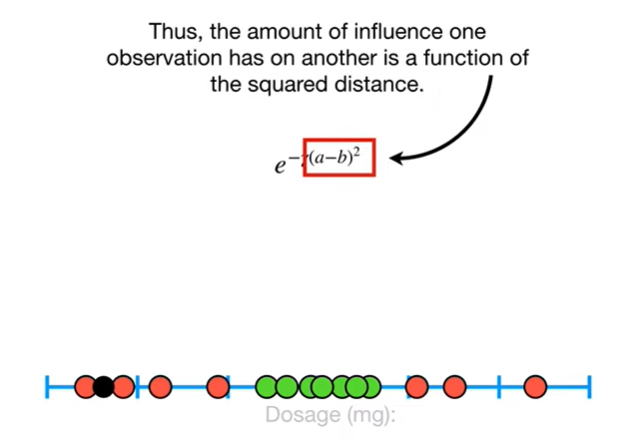 Thus, the amount of influence one
observation has on another is a function of
the squared distance.
e^{-γ(a-b)^2}
Dosage (mg):